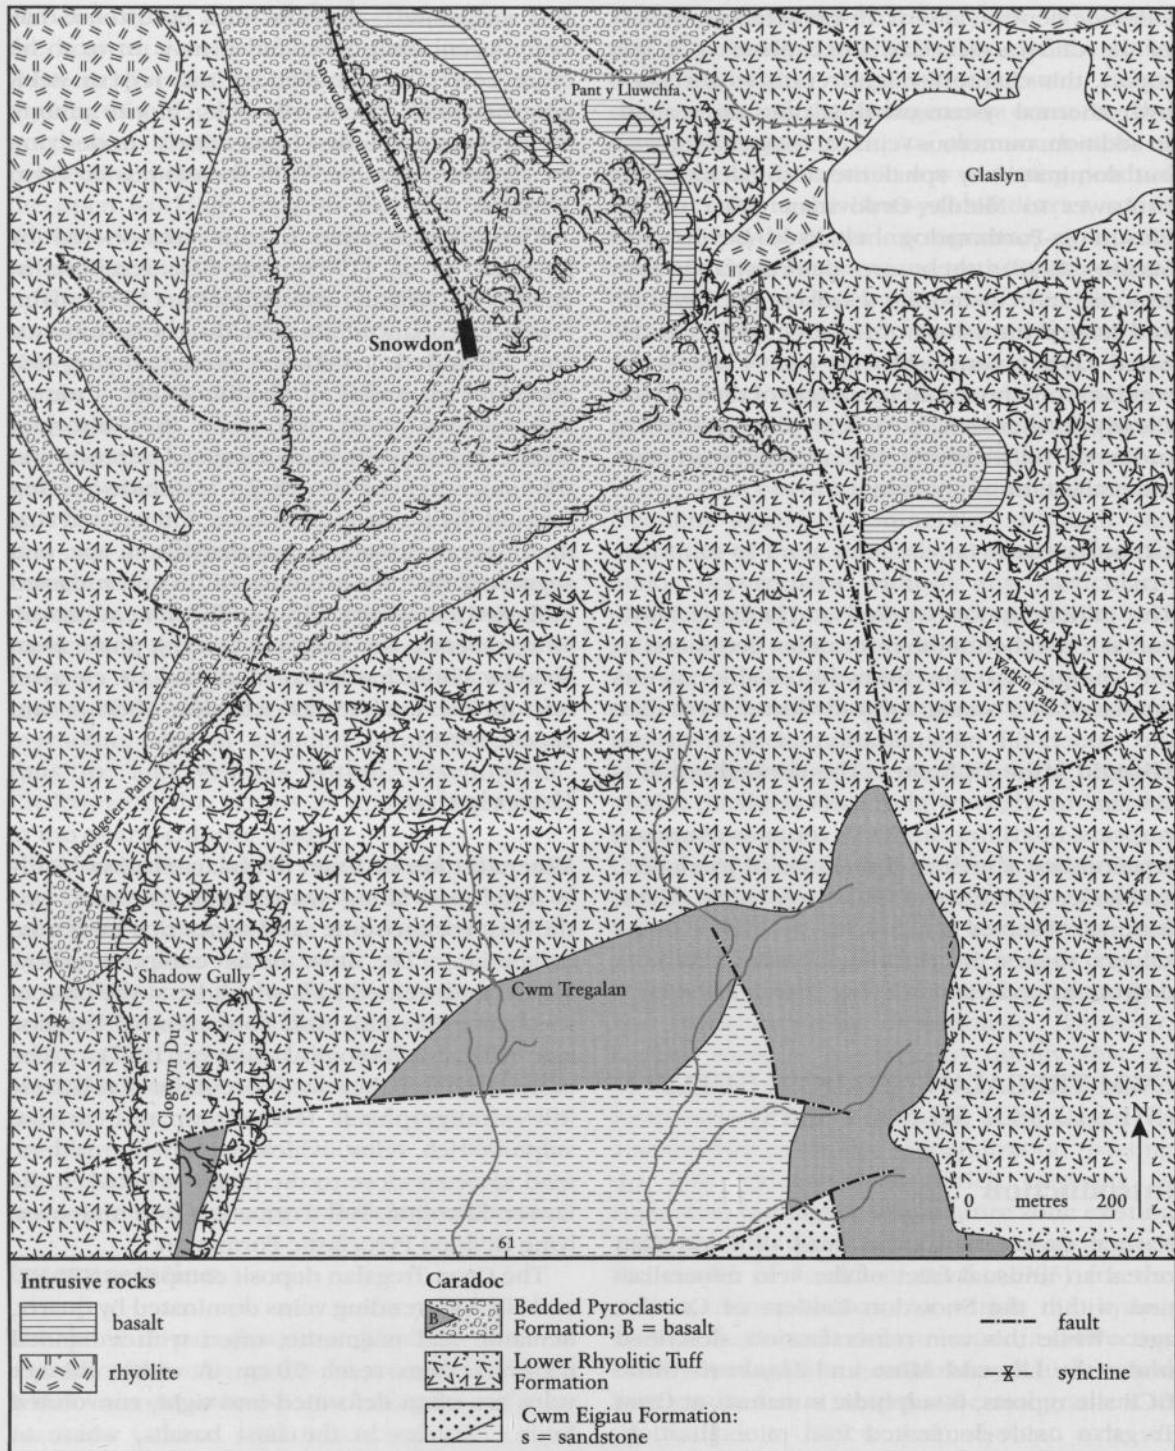 Snowdon Mountain Railway
Pant y Lluwchfa
Glaslyn
Snowdon
54
Watkin Path
Beddgelert Path
Shadow Gully
Cwm Tregalan
Clogwyn Du
N
0 metres 200
61
Intrusive rocks
basalt
rhyolite
Caradoc
B
Bedded Pyroclastic
Formation; B = basalt
Lower Rhyolitic Tuff
Formation
Cwm Eigiau Formation:
s = sandstone
fault
syncline